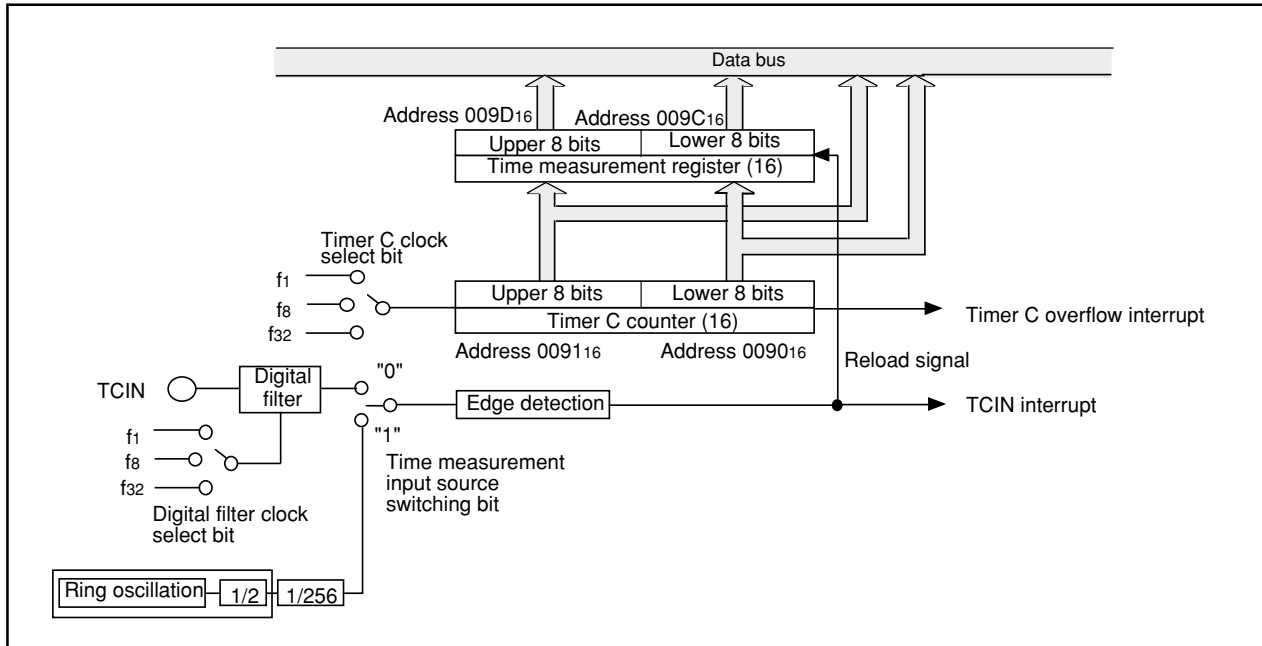 Data bus
Address 009D16 Address 009C16
Upper 8 bits Lower 8 bits
Time measurement register (16)
Timer C clock
select bit
f1
f8
f32
Upper 8 bits Lower 8 bits
Timer C counter (16)
Address 009116 Address 009016
Timer C overflow interrupt
Reload signal
TCIN
Digital
filter
"0"
"1"
Edge detection
TCIN interrupt
f1
f8
f32
Digital filter clock
select bit
Time measurement
input source
switching bit
Ring oscillation 1/2 1/256